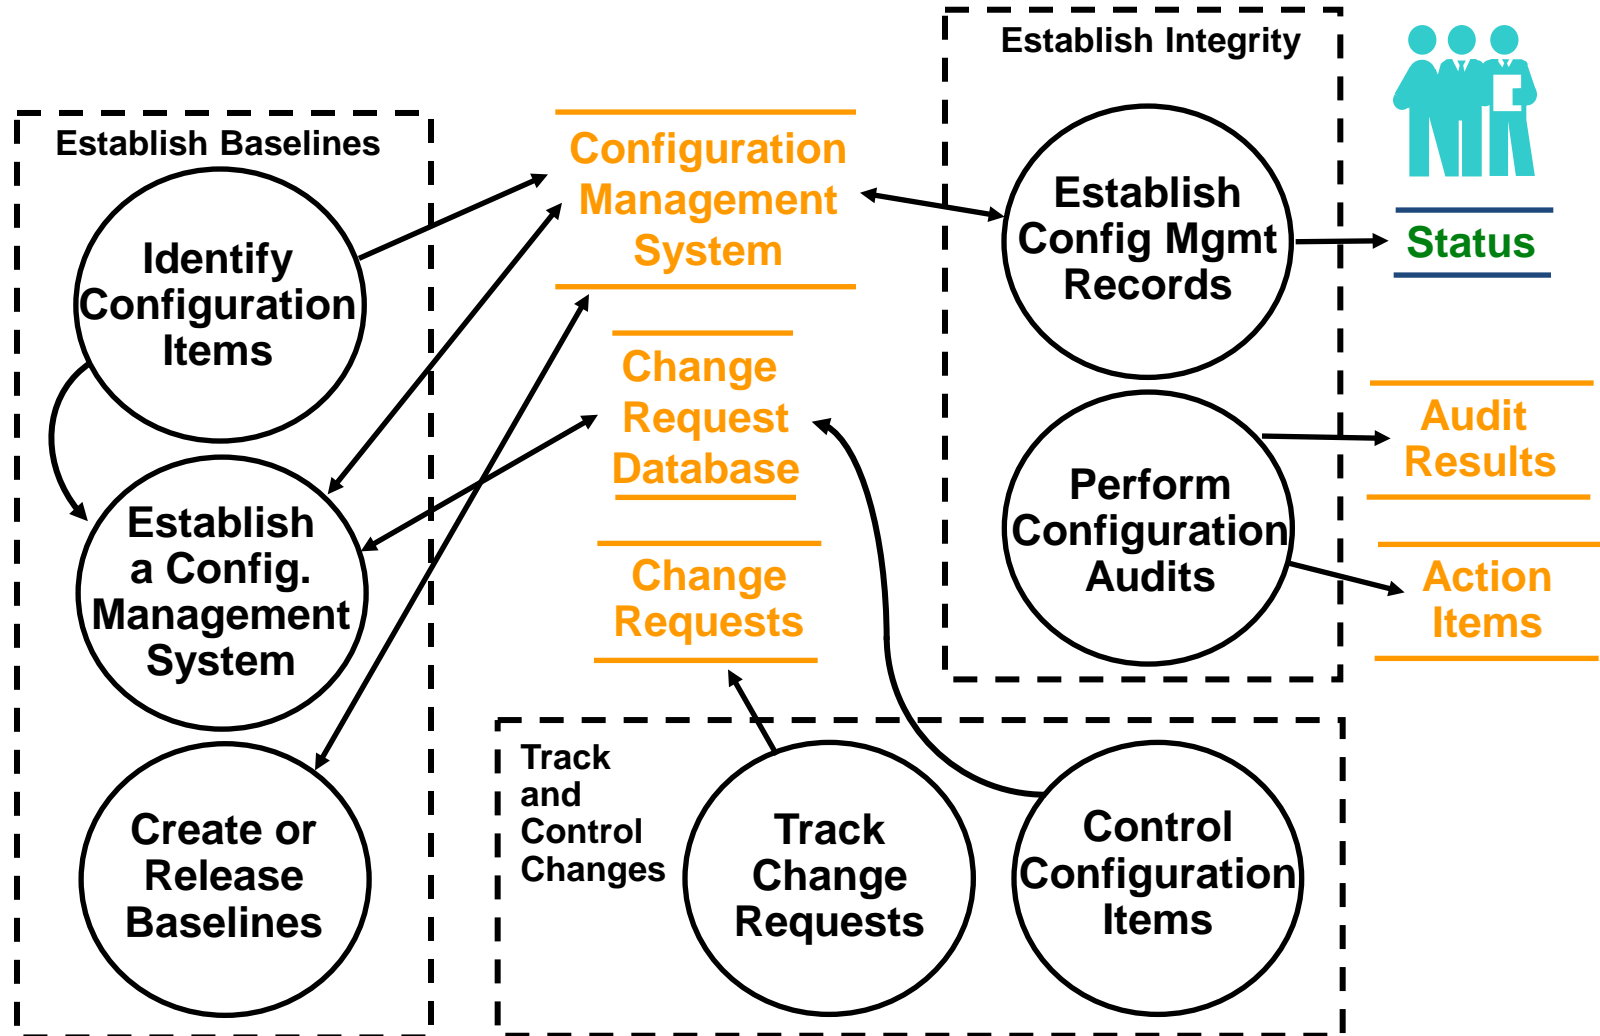 Establish Baselines
Identify
Configuration
Items
Establish
a Config.
Management
System
Create or
Release
Baselines
Configuration
Management
System
Change
Request
Database
Change
Requests
Establish Integrity
Establish
Config Mgmt
Records
Perform
Configuration
Audits
Status
Audit
Results
Action
Items
Track
and
Control
Changes
Track
Change
Requests
Control
Configuration
Items